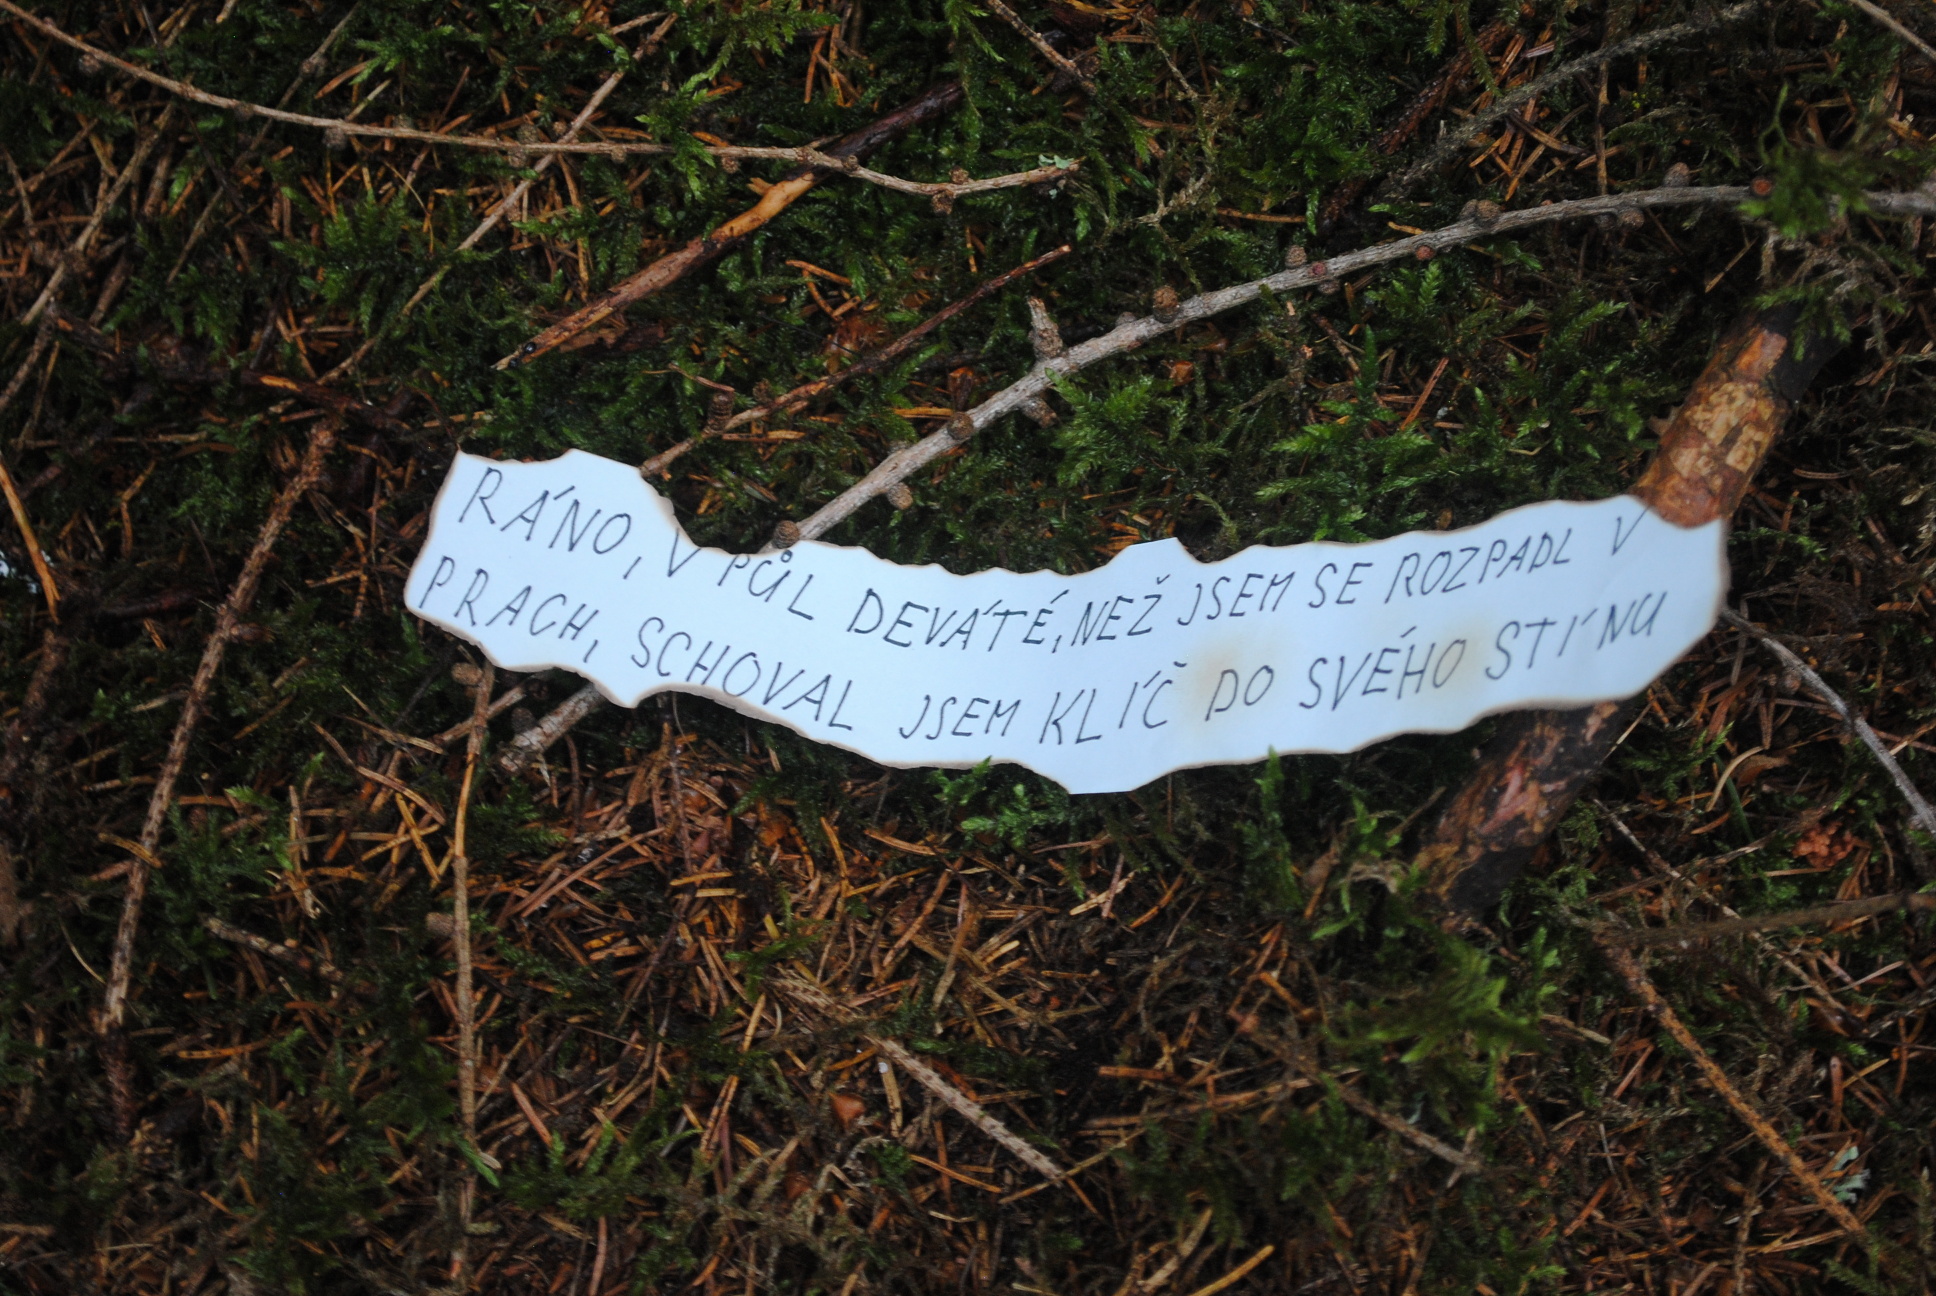 RÁNO, V PŮL DEVÁTÉ, NEŽ JSEM SE ROZPADL V
PRACH, SCHOVAL JSEM KLÍČ DO SVÉHO STÍNU